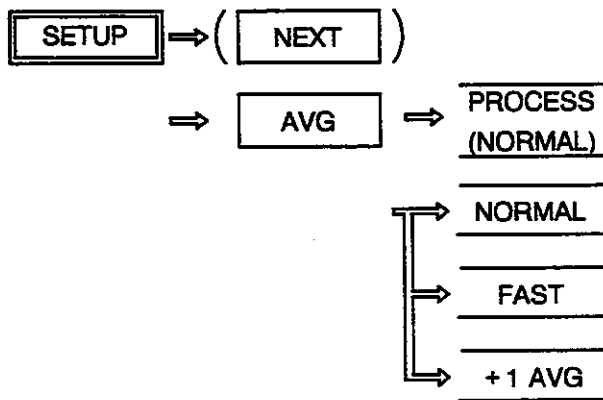 SETUP ( NEXT )
AVG PROCESS
(NORMAL)
NORMAL
FAST
+1 AVG